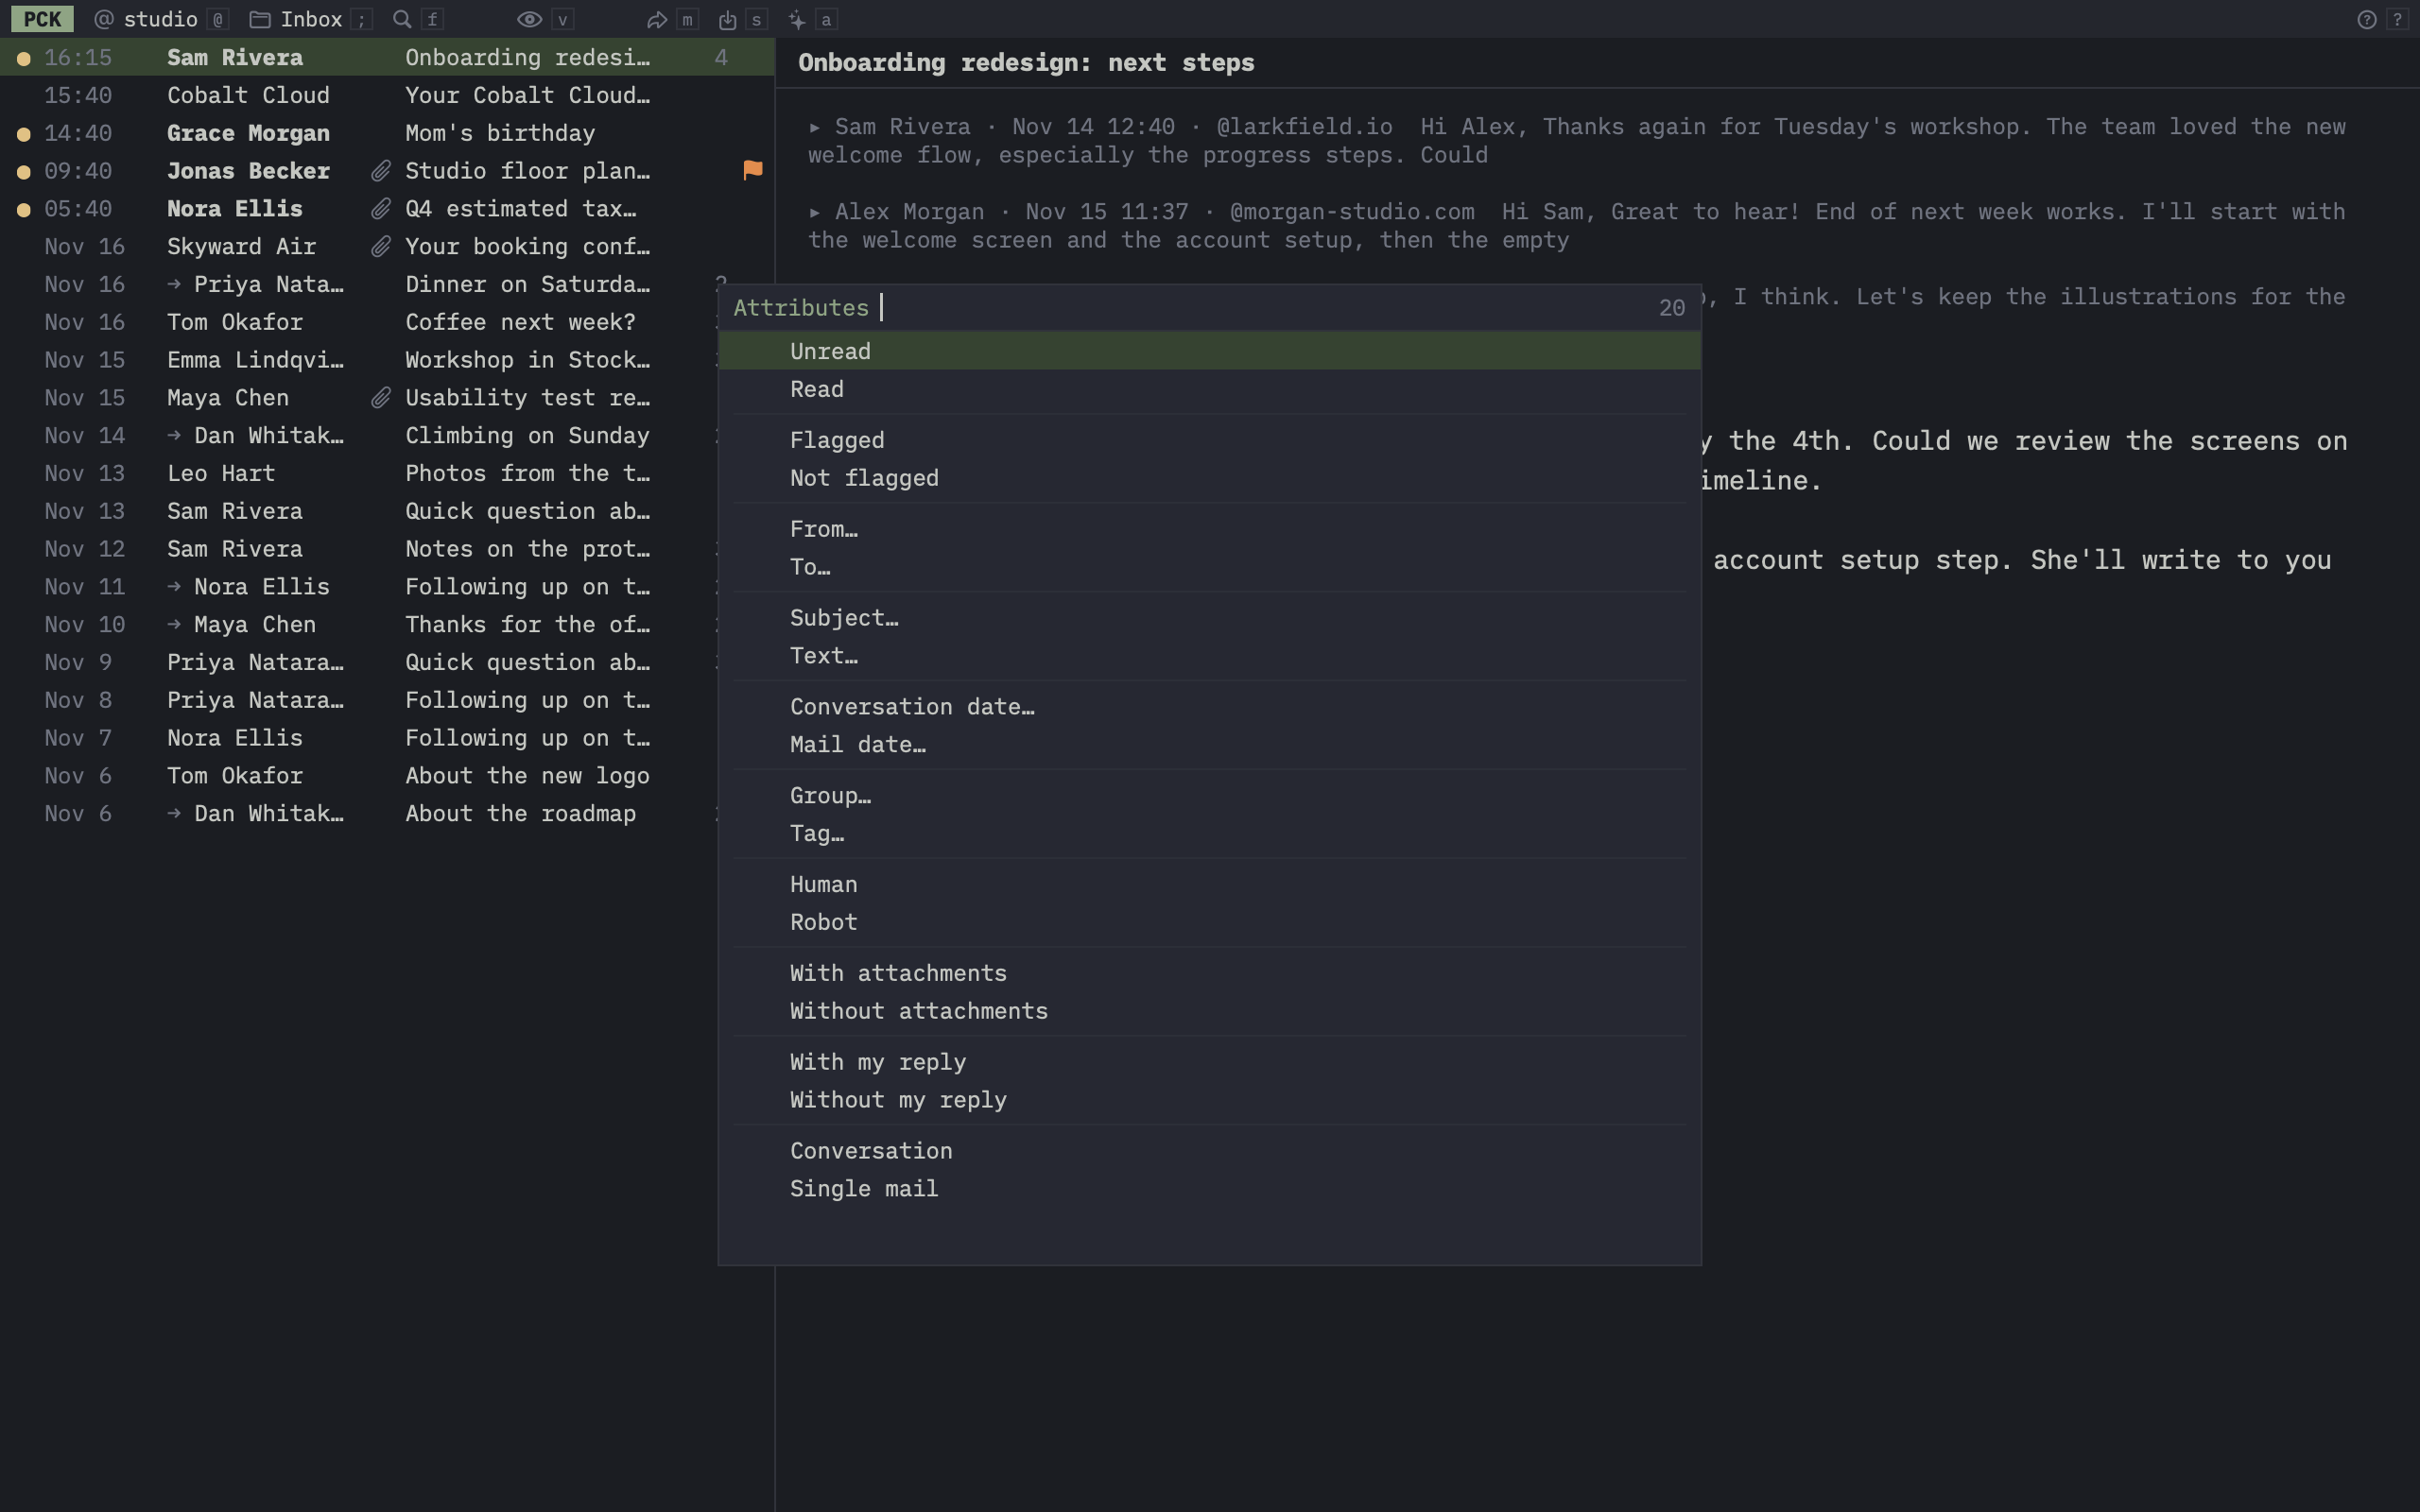 PCK @ studio @ Inbox ; f v m s a ?
16:15 Sam Rivera Onboarding redesi… 4
15:40 Cobalt Cloud Your Cobalt Cloud…
14:40 Grace Morgan Mom's birthday
09:40 Jonas Becker Studio floor plan…
05:40 Nora Ellis Q4 estimated tax…
Nov 16 Skyward Air Your booking conf…
Nov 16 → Priya Nata… Dinner on Saturda…
Nov 16 Tom Okafor Coffee next week?
Nov 15 Emma Lindqvi… Workshop in Stock…
Nov 15 Maya Chen Usability test re…
Nov 14 → Dan Whitak… Climbing on Sunday
Nov 13 Leo Hart Photos from the t…
Nov 13 Sam Rivera Quick question ab…
Nov 12 Sam Rivera Notes on the prot…
Nov 11 → Nora Ellis Following up on t…
Nov 10 → Maya Chen Thanks for the of…
Nov 9 Priya Natara… Quick question ab…
Nov 8 Priya Natara… Following up on t…
Nov 7 Nora Ellis Following up on t…
Nov 6 Tom Okafor About the new logo
Nov 6 → Dan Whitak… About the roadmap
Onboarding redesign: next steps
▸ Sam Rivera · Nov 14 12:40 · @larkfield.io Hi Alex, Thanks again for Tuesday's workshop. The team loved the new
welcome flow, especially the progress steps. Could
▸ Alex Morgan · Nov 15 11:37 · @morgan-studio.com Hi Sam, Great to hear! End of next week works. I'll start with
the welcome screen and the account setup, then the empty
, I think. Let's keep the illustrations for the
the 4th. Could we review the screens on
account setup step. She'll write to you
Attributes 20
Unread
Read
Flagged
Not flagged
From…
To…
Subject…
Text…
Conversation date…
Mail date…
Group…
Tag…
Human
Robot
With attachments
Without attachments
With my reply
Without my reply
Conversation
Single mail